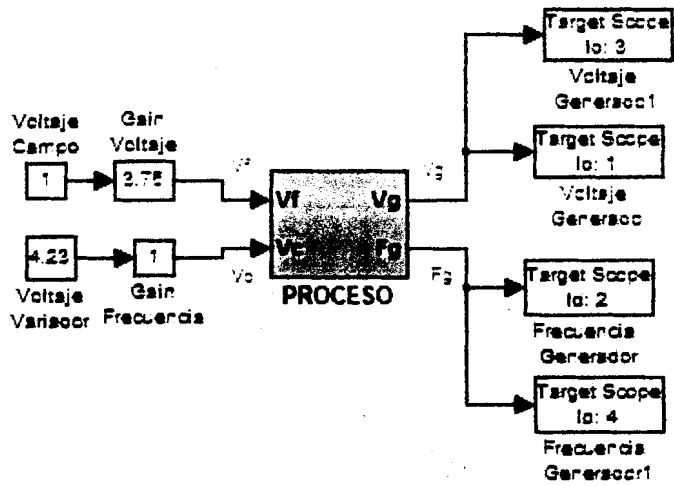 Target Scope
Id: 3
Voltaje
Generador1
Voltaje
Campo
1
Gain
Voltaje
3.75
Vf
Vf
Vg
Vg
Target Scope
Id: 1
Voltaje
Generador
4.23
Voltaje
Variador
1
Gain
Frecuencia
Fg
Fg
PROCESO
Target Scope
Id: 2
Frecuencia
Generador
Target Scope
Id: 4
Frecuencia
Generador1